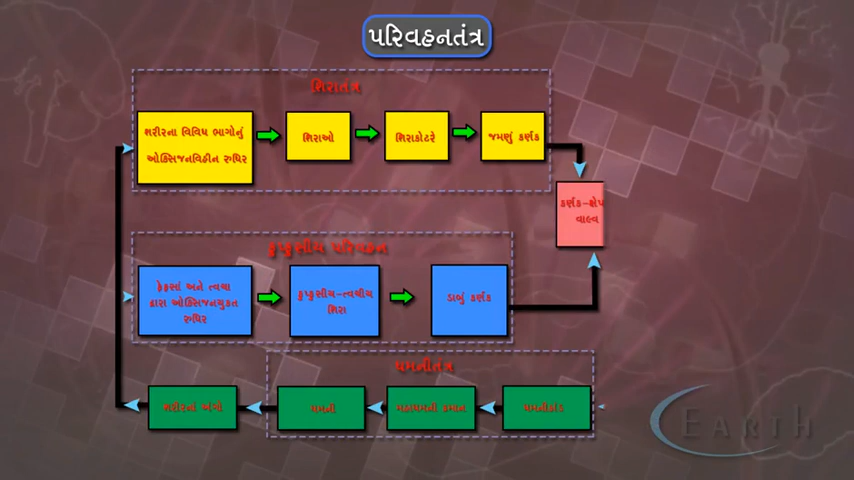 પરિવહનતંત્ર
શિરાતંત્ર
શરીરના વિવિધ ભાગોનું
ઓક્સિજનવિહીન રુધિર
શિરાઓ
શિરાકોટરે
જમણું કર્ણક
કર્ણક-ક્ષેપ
વાલ્વ
ફુપ્ફુસીય પરિવહન
ફેફસાં અને ત્વચા
દ્વારા ઓક્સિજનયુક્ત
રુધિર
ફુપ્ફુસીય-ત્વચીય
શિરા
ડાબું કર્ણક
ધમનીતંત્ર
શરીરનાં અંગો
ધમની
મહાધમની કમાન
ધમનીકાંડ
EARTH